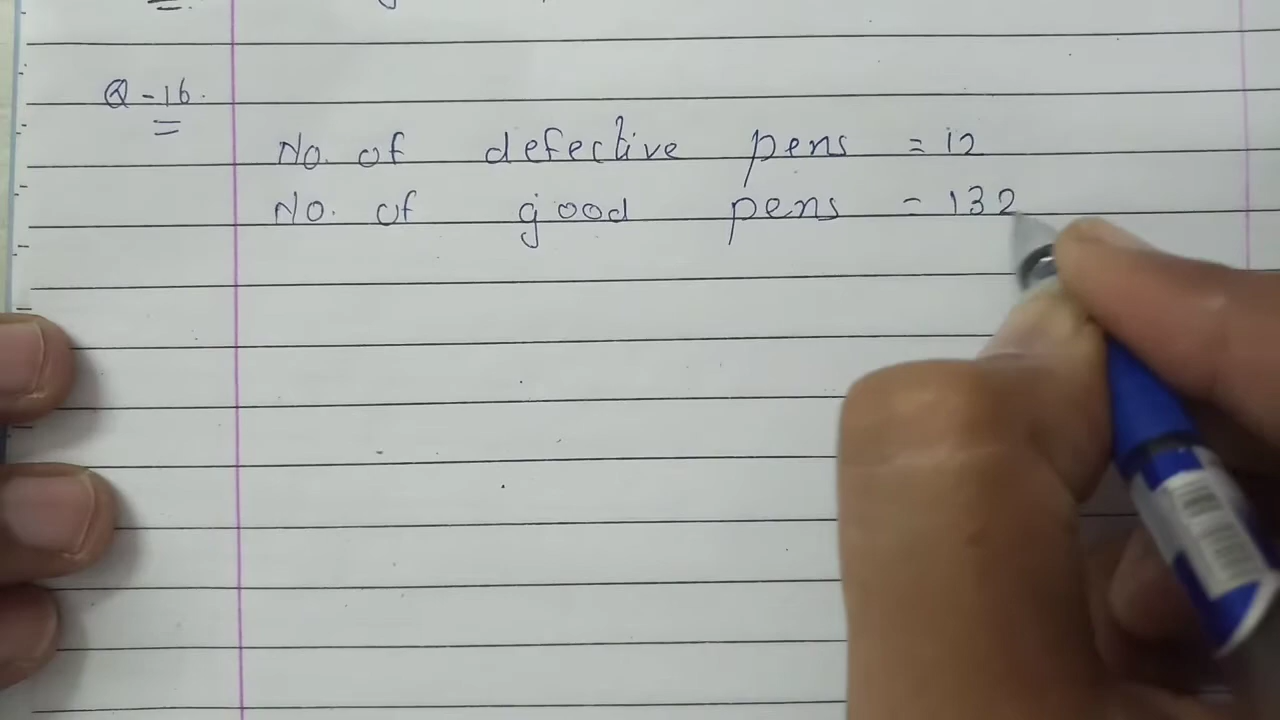 Q-16.
No. of defective pens = 12
No. of good pens = 132